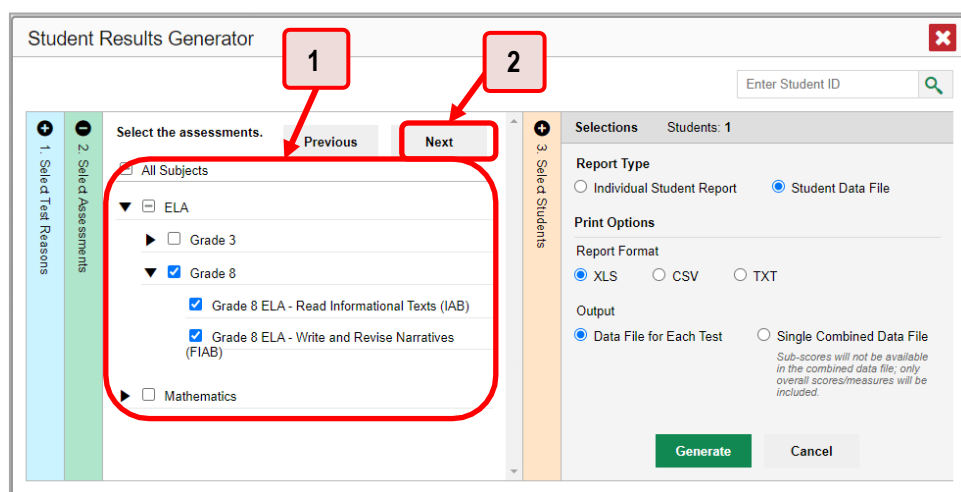 Student Results Generator
1
2
Enter Student ID
1. Select Test Reasons
2. Select Assessments
Select the assessments.
Previous
Next
All Subjects
ELA
Grade 3
Grade 8
Grade 8 ELA - Read Informational Texts (IAB)
Grade 8 ELA - Write and Revise Narratives
(FIAB)
Mathematics
3. Select Students
Selections Students: 1
Report Type
Individual Student Report Student Data File
Print Options
Report Format
XLS CSV TXT
Output
Data File for Each Test Single Combined Data File
Sub-scores will not be available
in the combined data file; only
overall scores/measures will be
included.
Generate Cancel